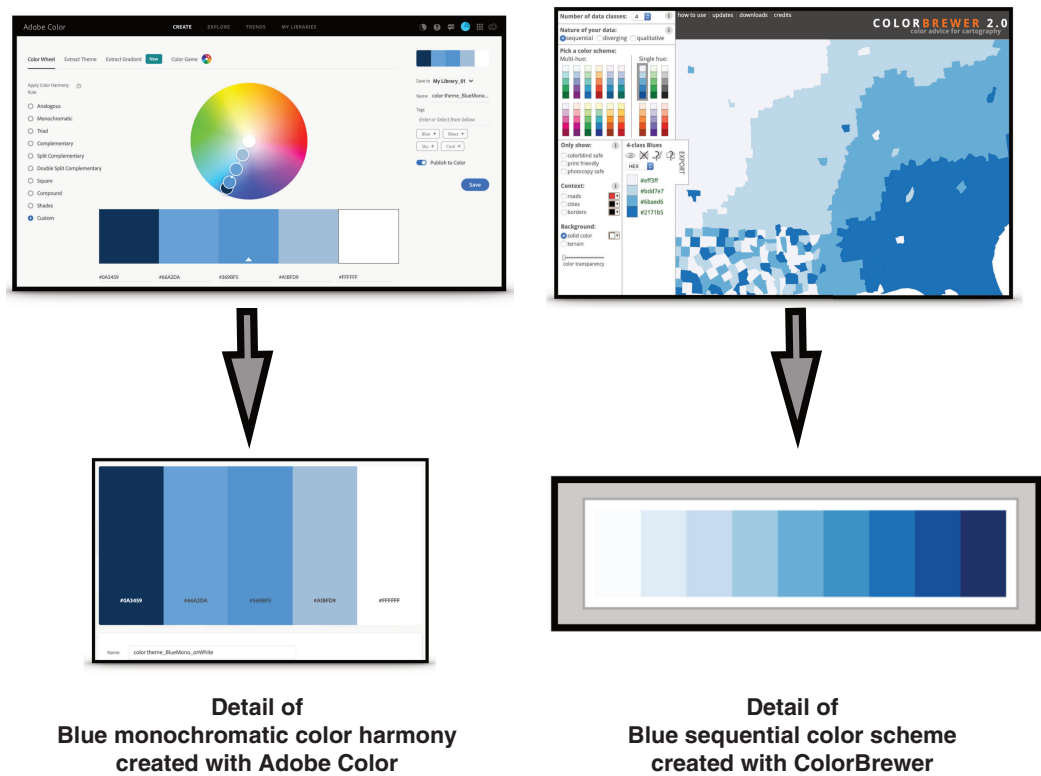 Adobe Color
CREATE EXPLORE TRENDS MY LIBRARIES
Color Wheel Extract Theme Extract Gradient New Color Game
Apply Color Harmony
Rule
Analogous
Monochromatic
Triad
Complementary
Split Complementary
Double Split Complementary
Square
Compound
Shades
Custom
Save to My Library_01
Name color theme_BlueMono...
Tags
Enter or Select from below
Blue + Blues +
Sky + Cool +
Publish to Color
Save
#0A3459 #66A2DA #3698F5 #A1BFD9 #FFFFFF
Number of data classes: 4 i
how to use | updates | downloads | credits
COLORBREWER 2.0
color advice for cartography
Nature of your data: i
sequential diverging qualitative
Pick a color scheme:
Multi-hue: Single hue:
Only show: i
colorblind safe
print friendly
photocopy safe
Context: i
roads
cities
borders
Background:
solid color
terrain
color transparency
4-class Blues
HEX
EXPORT
#eff3ff
#bdd7e7
#6baed6
#2171b5
#0A3459 #66A2DA #3698F5 #A1BFD9 #FFFFFF
Name color theme_BlueMono_onWhite
Detail of
Blue monochromatic color harmony
created with Adobe Color
Detail of
Blue sequential color scheme
created with ColorBrewer